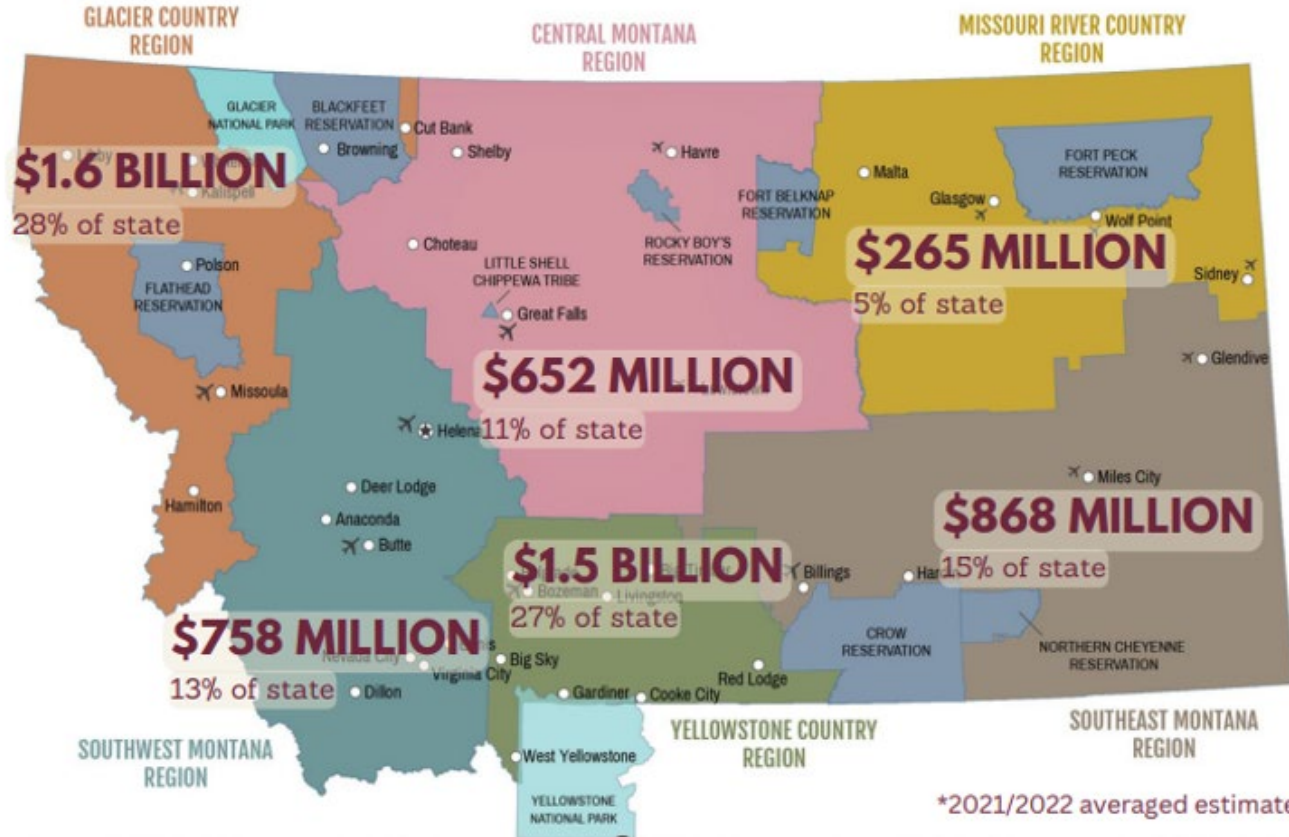 GLACIER COUNTRY
REGION
CENTRAL MONTANA
REGION
MISSOURI RIVER COUNTRY
REGION
GLACIER
NATIONAL PARK
BLACKFEET
RESERVATION
Browning
Cut Bank
Shelby
Havre
$1.6 BILLION
Kalispell
28% of state
Malta
FORT PECK
RESERVATION
FORT BELKNAP
RESERVATION
Glasgow
Wolf Point
ROCKY BOY'S
RESERVATION
Choteau
LITTLE SHELL
CHIPPEWA TRIBE
Great Falls
$265 MILLION
5% of state
Sidney
Polson
FLATHEAD
RESERVATION
Glendive
$652 MILLION
11% of state
Missoula
Helena
Miles City
Hamilton
Deer Lodge
Anaconda
Butte
$868 MILLION
15% of state
$1.5 BILLION
Bozeman
Livingston
27% of state
Billings
CROW
RESERVATION
NORTHERN CHEYENNE
RESERVATION
$758 MILLION
Nevada City
Virginia City
13% of state
Dillon
Big Sky
Red Lodge
Gardiner
Cooke City
SOUTHWEST MONTANA
REGION
YELLOWSTONE COUNTRY
REGION
SOUTHEAST MONTANA
REGION
West Yellowstone
YELLOWSTONE
NATIONAL PARK
*2021/2022 averaged estimate